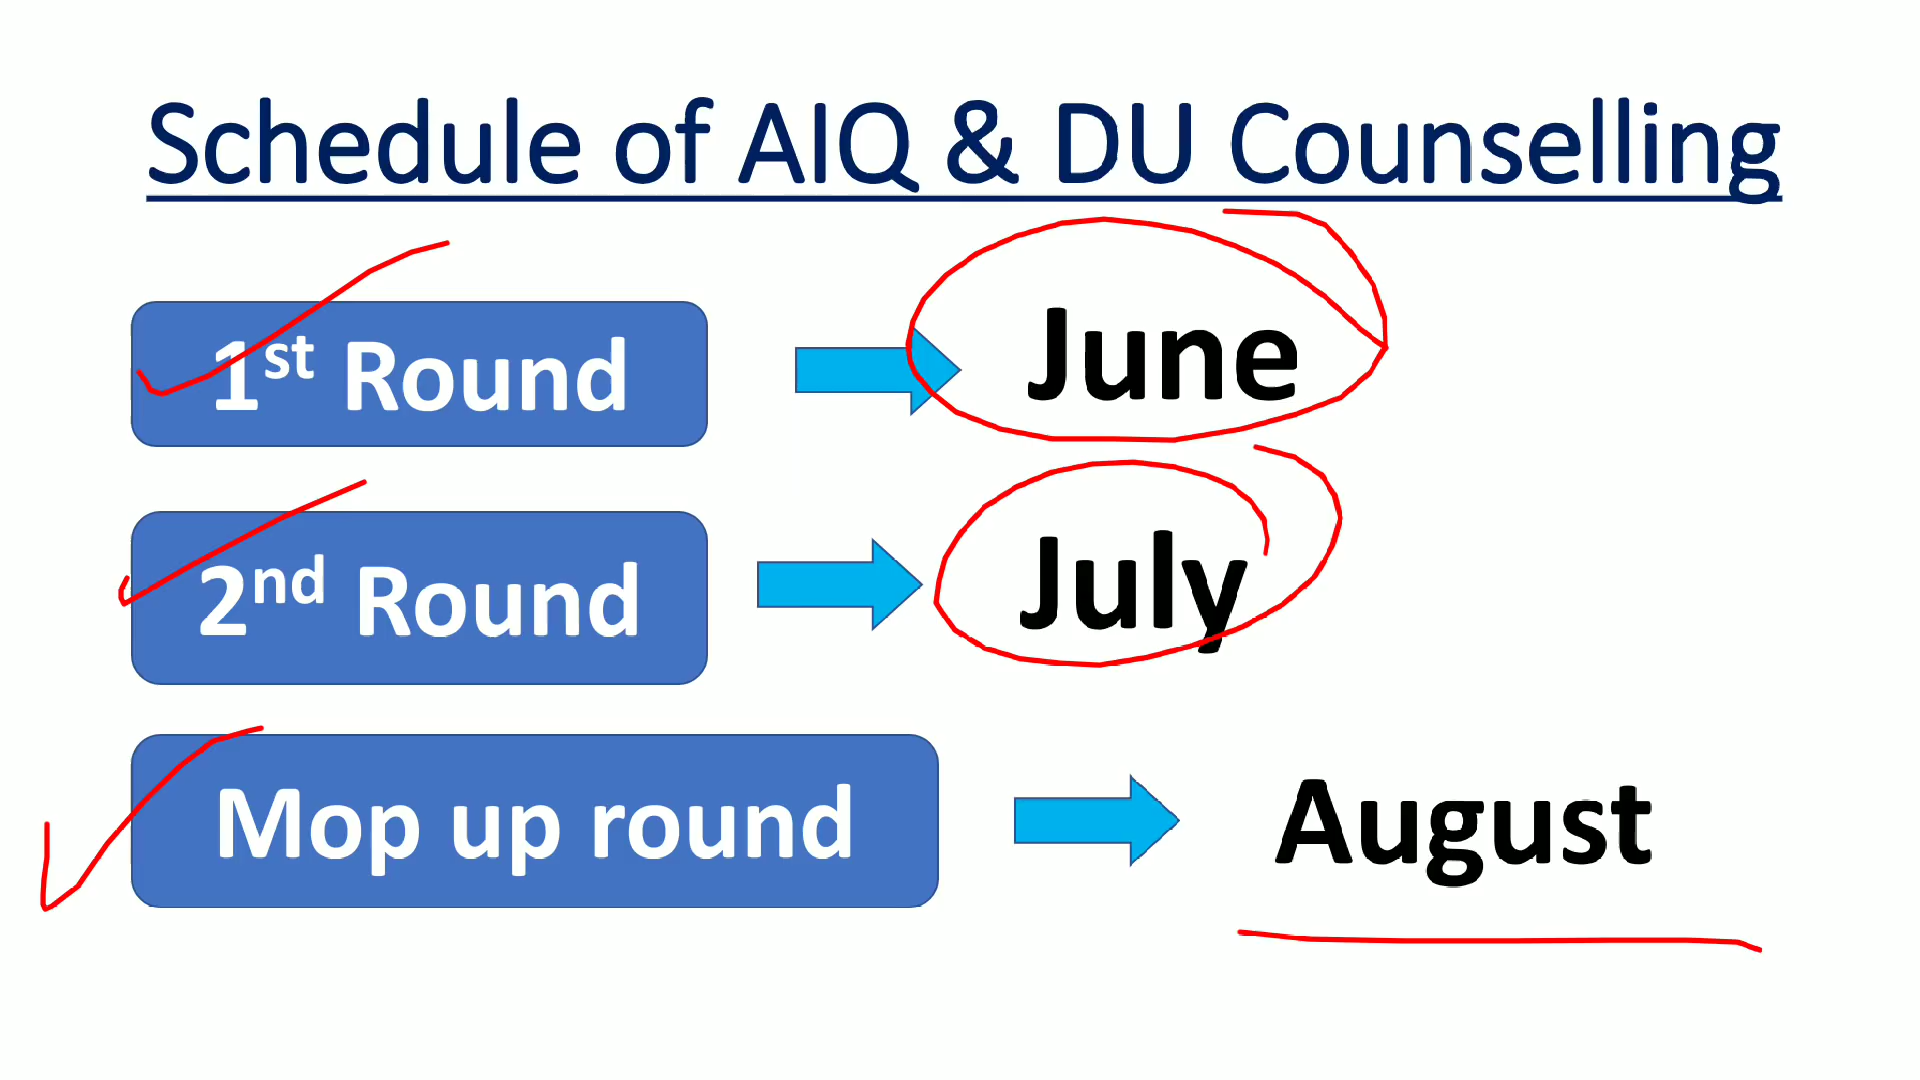 Schedule of AIQ & DU Counselling
1st Round June
2nd Round July
Mop up round August